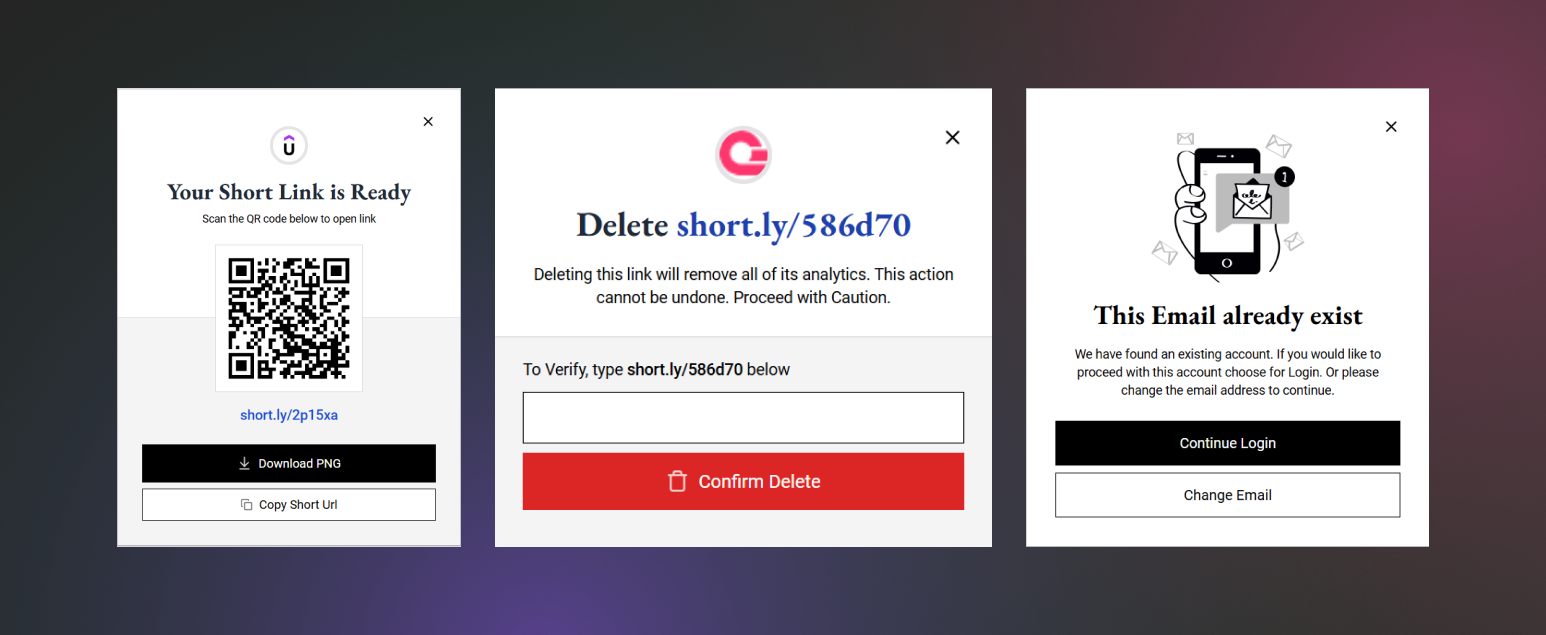 Your Short Link is Ready
Scan the QR code below to open link
short.ly/2p15xa
Download PNG
Copy Short Url
Delete short.ly/586d70
Deleting this link will remove all of its analytics. This action
cannot be undone. Proceed with Caution.
To Verify, type short.ly/586d70 below
Confirm Delete
1
This Email already exist
We have found an existing account. If you would like to
proceed with this account choose for Login. Or please
change the email address to continue.
Continue Login
Change Email